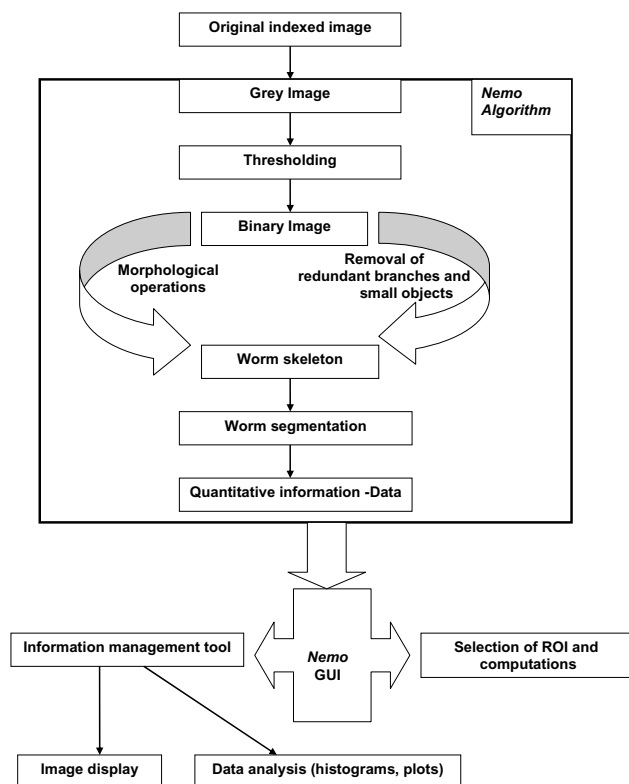 Original indexed image
Grey Image
Nemo
Algorithm
Thresholding
Binary Image
Morphological
operations
Removal of
redundant branches and
small objects
Worm skeleton
Worm segmentation
Quantitative information -Data
Information management tool
Nemo
GUI
Selection of ROI and
computations
Image display
Data analysis (histograms, plots)